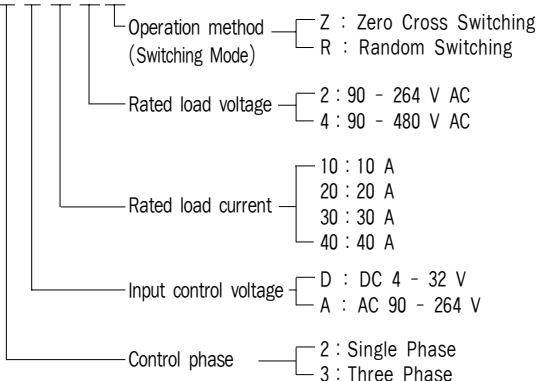 Operation method
(Switching Mode)
Z : Zero Cross Switching
R : Random Switching
Rated load voltage
2 : 90 - 264 V AC
4 : 90 - 480 V AC
Rated load current
10 : 10 A
20 : 20 A
30 : 30 A
40 : 40 A
Input control voltage
D : DC 4 - 32 V
A : AC 90 - 264 V
Control phase
2 : Single Phase
3 : Three Phase